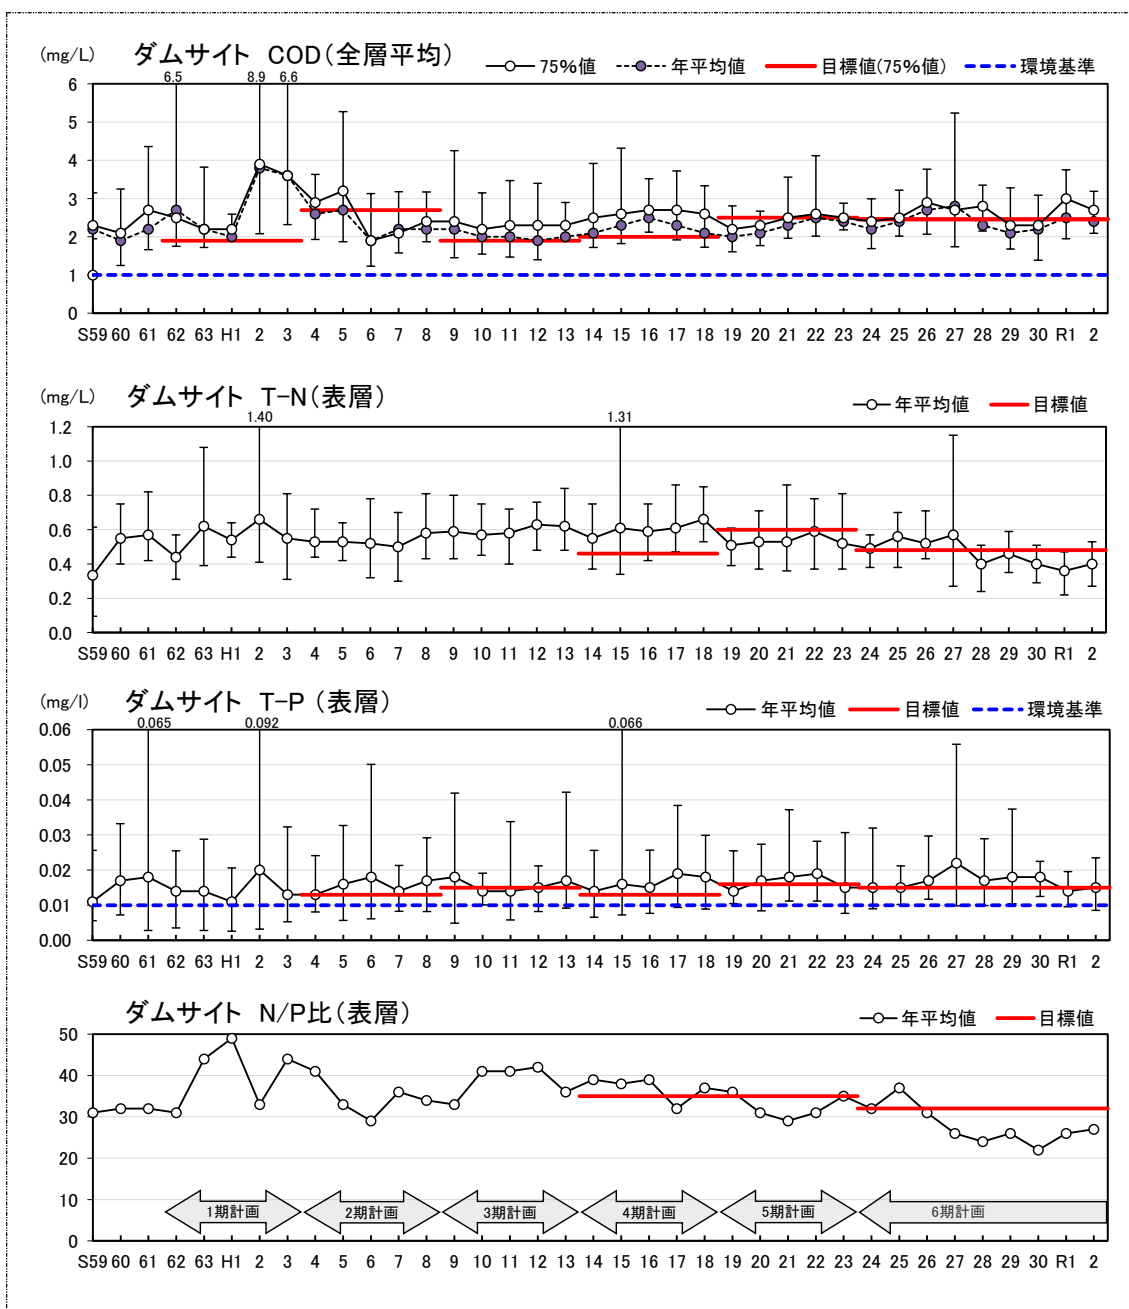 ダムサイト COD（全層平均）
(mg/L)
75%値 年平均値 目標値(75%値) 環境基準
6.5 8.9 6.6
6
5
4
3
2
1
0
S59 60 61 62 63 H1 2 3 4 5 6 7 8 9 10 11 12 13 14 15 16 17 18 19 20 21 22 23 24 25 26 27 28 29 30 R1 2
ダムサイト T-N（表層）
(mg/L)
年平均値 目標値
1.40 1.31
1.2
1.0
0.8
0.6
0.4
0.2
0.0
S59 60 61 62 63 H1 2 3 4 5 6 7 8 9 10 11 12 13 14 15 16 17 18 19 20 21 22 23 24 25 26 27 28 29 30 R1 2
ダムサイト T-P （表層）
(mg/l)
年平均値 目標値 環境基準
0.065 0.092 0.066
0.06
0.05
0.04
0.03
0.02
0.01
0.00
S59 60 61 62 63 H1 2 3 4 5 6 7 8 9 10 11 12 13 14 15 16 17 18 19 20 21 22 23 24 25 26 27 28 29 30 R1 2
ダムサイト N/P比（表層）
年平均値 目標値
50
40
30
20
10
0
1期計画 2期計画 3期計画 4期計画 5期計画 6期計画
S59 60 61 62 63 H1 2 3 4 5 6 7 8 9 10 11 12 13 14 15 16 17 18 19 20 21 22 23 24 25 26 27 28 29 30 R1 2